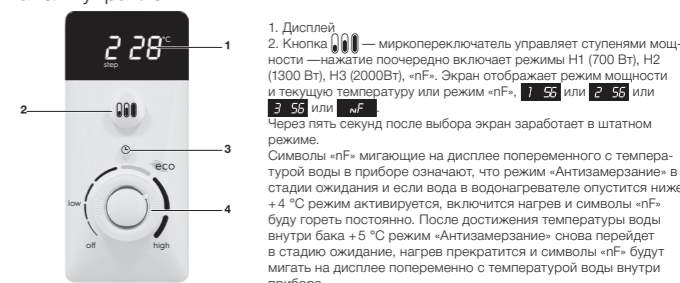 1. Дисплей
2. Кнопка — миркопереключатель управляет ступенями мощ-
ности —нажатие поочередно включает режимы Н1 (700 Вт), Н2
(1300 Вт), Н3 (2000Вт), «nF». Экран отображает режим мощности
и текущую температуру или режим «nF», 1 56 или 2 56 или
3 56 или nF .
Через пять секунд после выбора экран заработает в штатном
режиме.
Символы «nF» мигающие на дисплее попеременного с темпера-
турой воды в приборе означают, что режим «Антизамерзание» в
стадии ожидания и если вода в водонагревателе опустится ниже
+4 °С режим активируется, включится нагрев и символы «nF»
буду гореть постоянно. После достижения температуры воды
внутри бака +5 °С режим «Антизамерзание» снова перейдет
в стадию ожидание, нагрев прекратится и символы «nF» будут
мигать на дисплее попеременно с температурой воды внутри
2 28 °C
step
1
2
3
eco
low
4
off
high